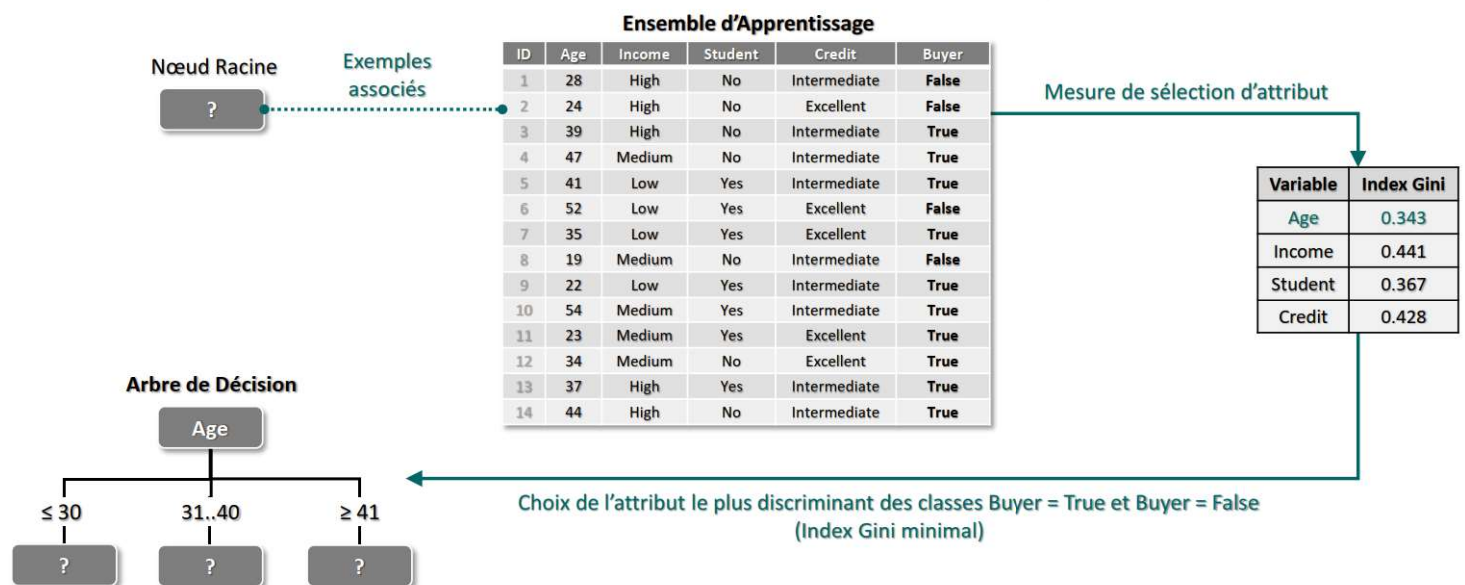 Ensemble d'Apprentissage
Nœud Racine
?
Exemples
associés
ID Age Income Student Credit Buyer
1 28 High No Intermediate False
2 24 High No Excellent False
3 39 High No Intermediate True
4 47 Medium No Intermediate True
5 41 Low Yes Intermediate True
6 52 Low Yes Excellent False
7 35 Low Yes Excellent True
8 19 Medium No Intermediate False
9 22 Low Yes Intermediate True
10 54 Medium Yes Intermediate True
11 23 Medium Yes Excellent True
12 34 Medium No Excellent True
13 37 High Yes Intermediate True
14 44 High No Intermediate True
Mesure de sélection d'attribut
Variable Index Gini
Age 0.343
Income 0.441
Student 0.367
Credit 0.428
Choix de l'attribut le plus discriminant des classes Buyer = True et Buyer = False
(Index Gini minimal)
Arbre de Décision
Age
≤ 30 31..40 ≥ 41
? ? ?